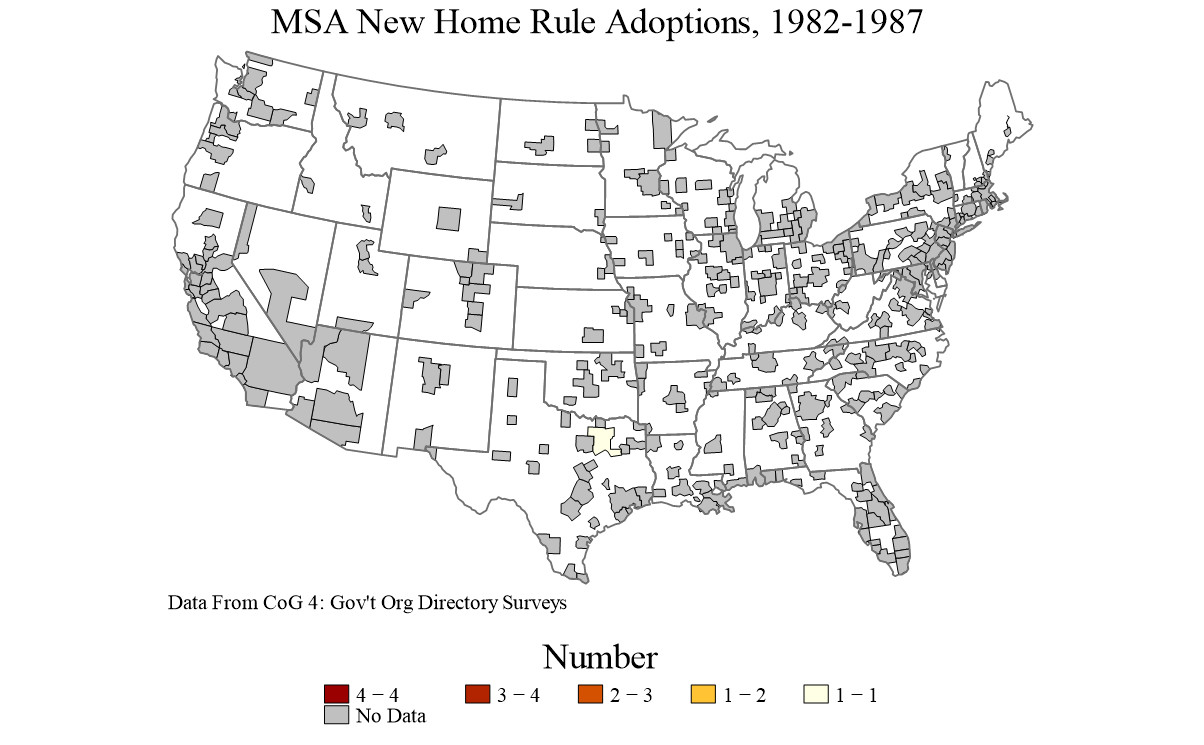 MSA New Home Rule Adoptions, 1982-1987
Data From CoG 4: Gov't Org Directory Surveys
Number
4 − 4 3 − 4 2 − 3 1 − 2 1 − 1
No Data